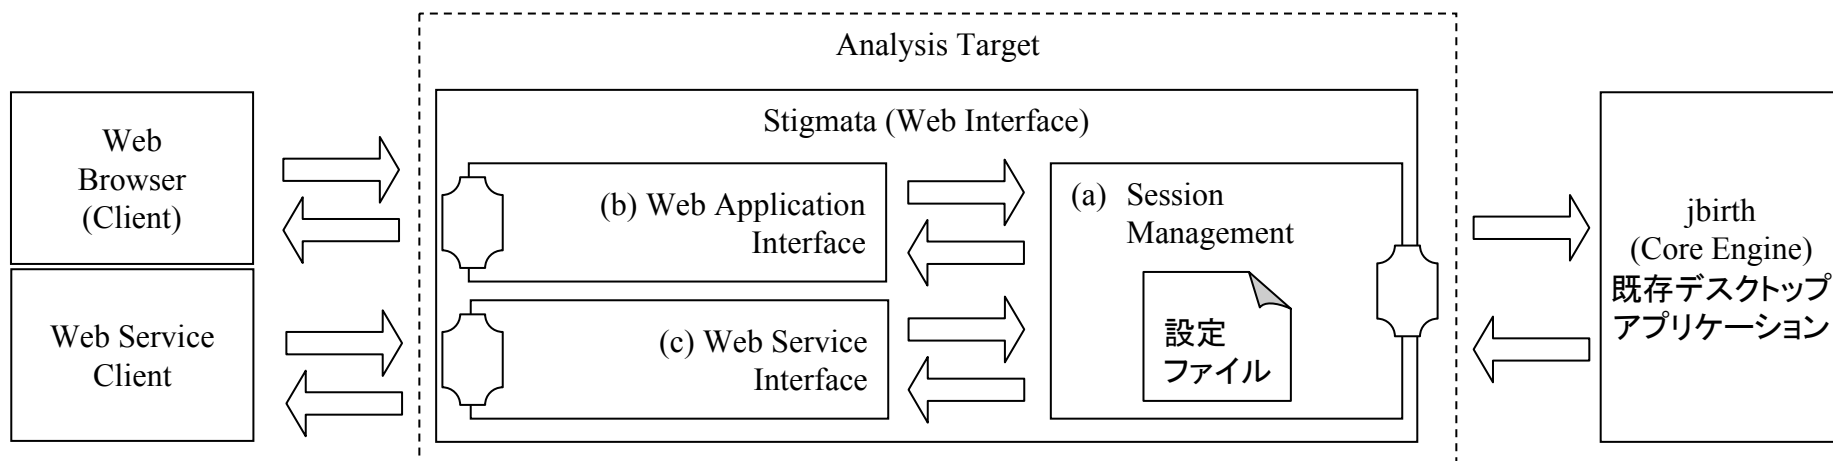 Analysis Target
Stigmata (Web Interface)
Web
Browser
(Client)
Web Service
Client
(b) Web Application
Interface
(c) Web Service
Interface
(a) Session
Management
設定
ファイル
jbirth
(Core Engine)
既存デスクトップ
アプリケーション